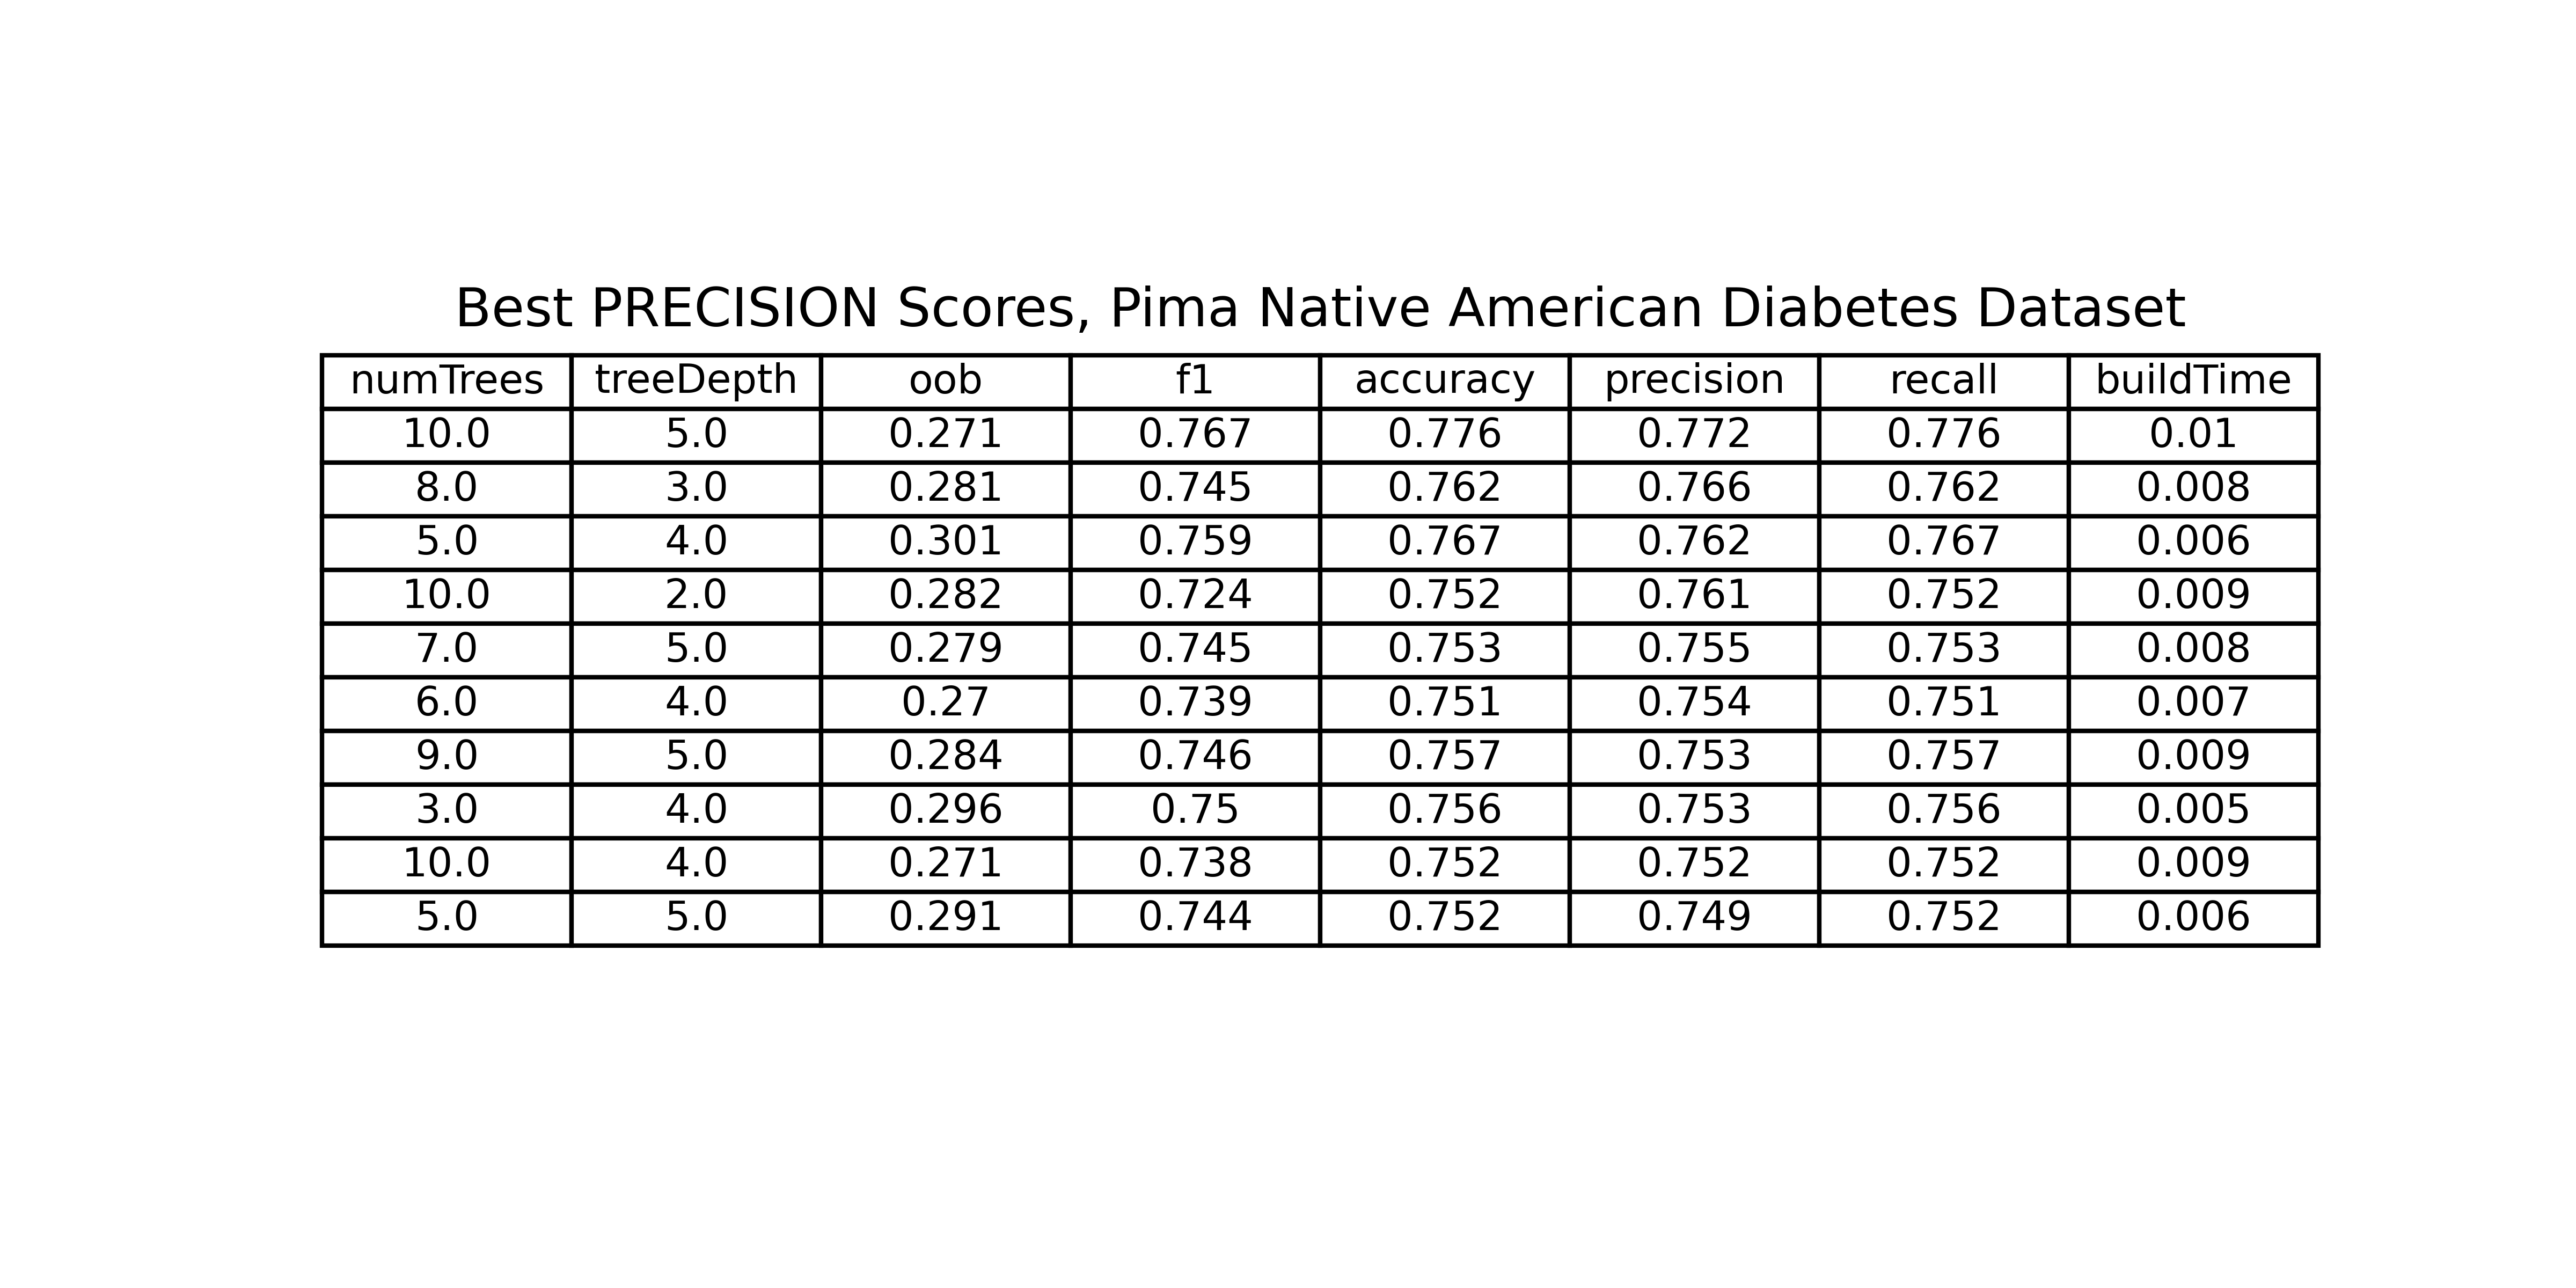 Best PRECISION Scores, Pima Native American Diabetes Dataset
numTrees treeDepth oob f1 accuracy precision recall buildTime
10.0 5.0 0.271 0.767 0.776 0.772 0.776 0.01
8.0 3.0 0.281 0.745 0.762 0.766 0.762 0.008
5.0 4.0 0.301 0.759 0.767 0.762 0.767 0.006
10.0 2.0 0.282 0.724 0.752 0.761 0.752 0.009
7.0 5.0 0.279 0.745 0.753 0.755 0.753 0.008
6.0 4.0 0.27 0.739 0.751 0.754 0.751 0.007
9.0 5.0 0.284 0.746 0.757 0.753 0.757 0.009
3.0 4.0 0.296 0.75 0.756 0.753 0.756 0.005
10.0 4.0 0.271 0.738 0.752 0.752 0.752 0.009
5.0 5.0 0.291 0.744 0.752 0.749 0.752 0.006